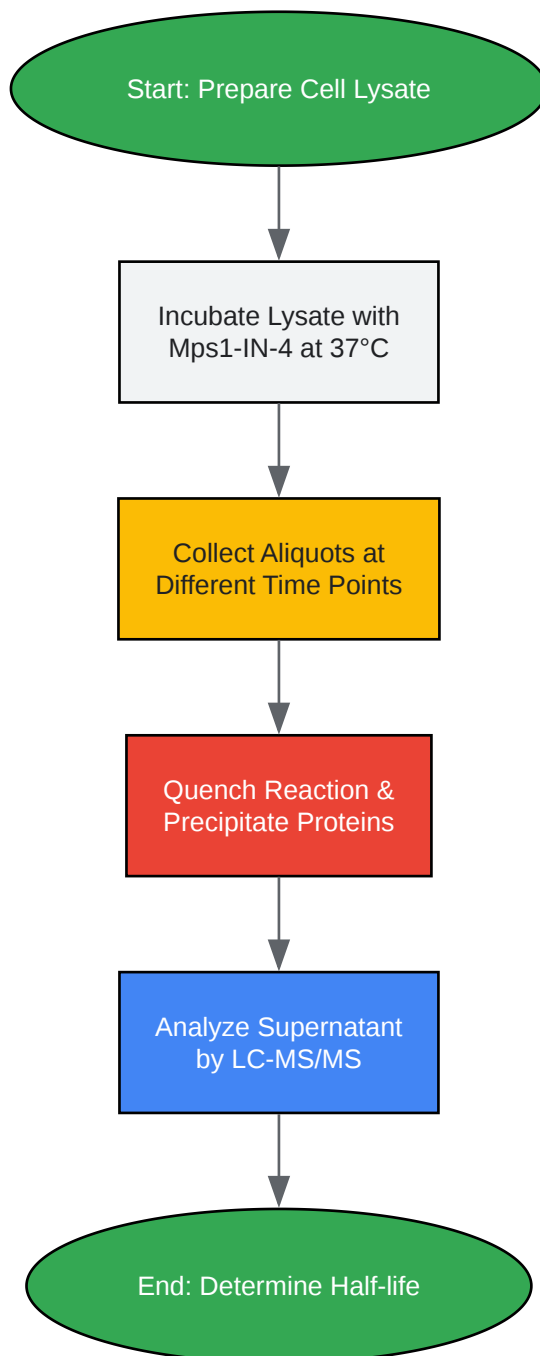 Start: Prepare Cell Lysate
Incubate Lysate with
Mps1-IN-4 at 37°C
Collect Aliquots at
Different Time Points
Quench Reaction &
Precipitate Proteins
Analyze Supernatant
by LC-MS/MS
End: Determine Half-life